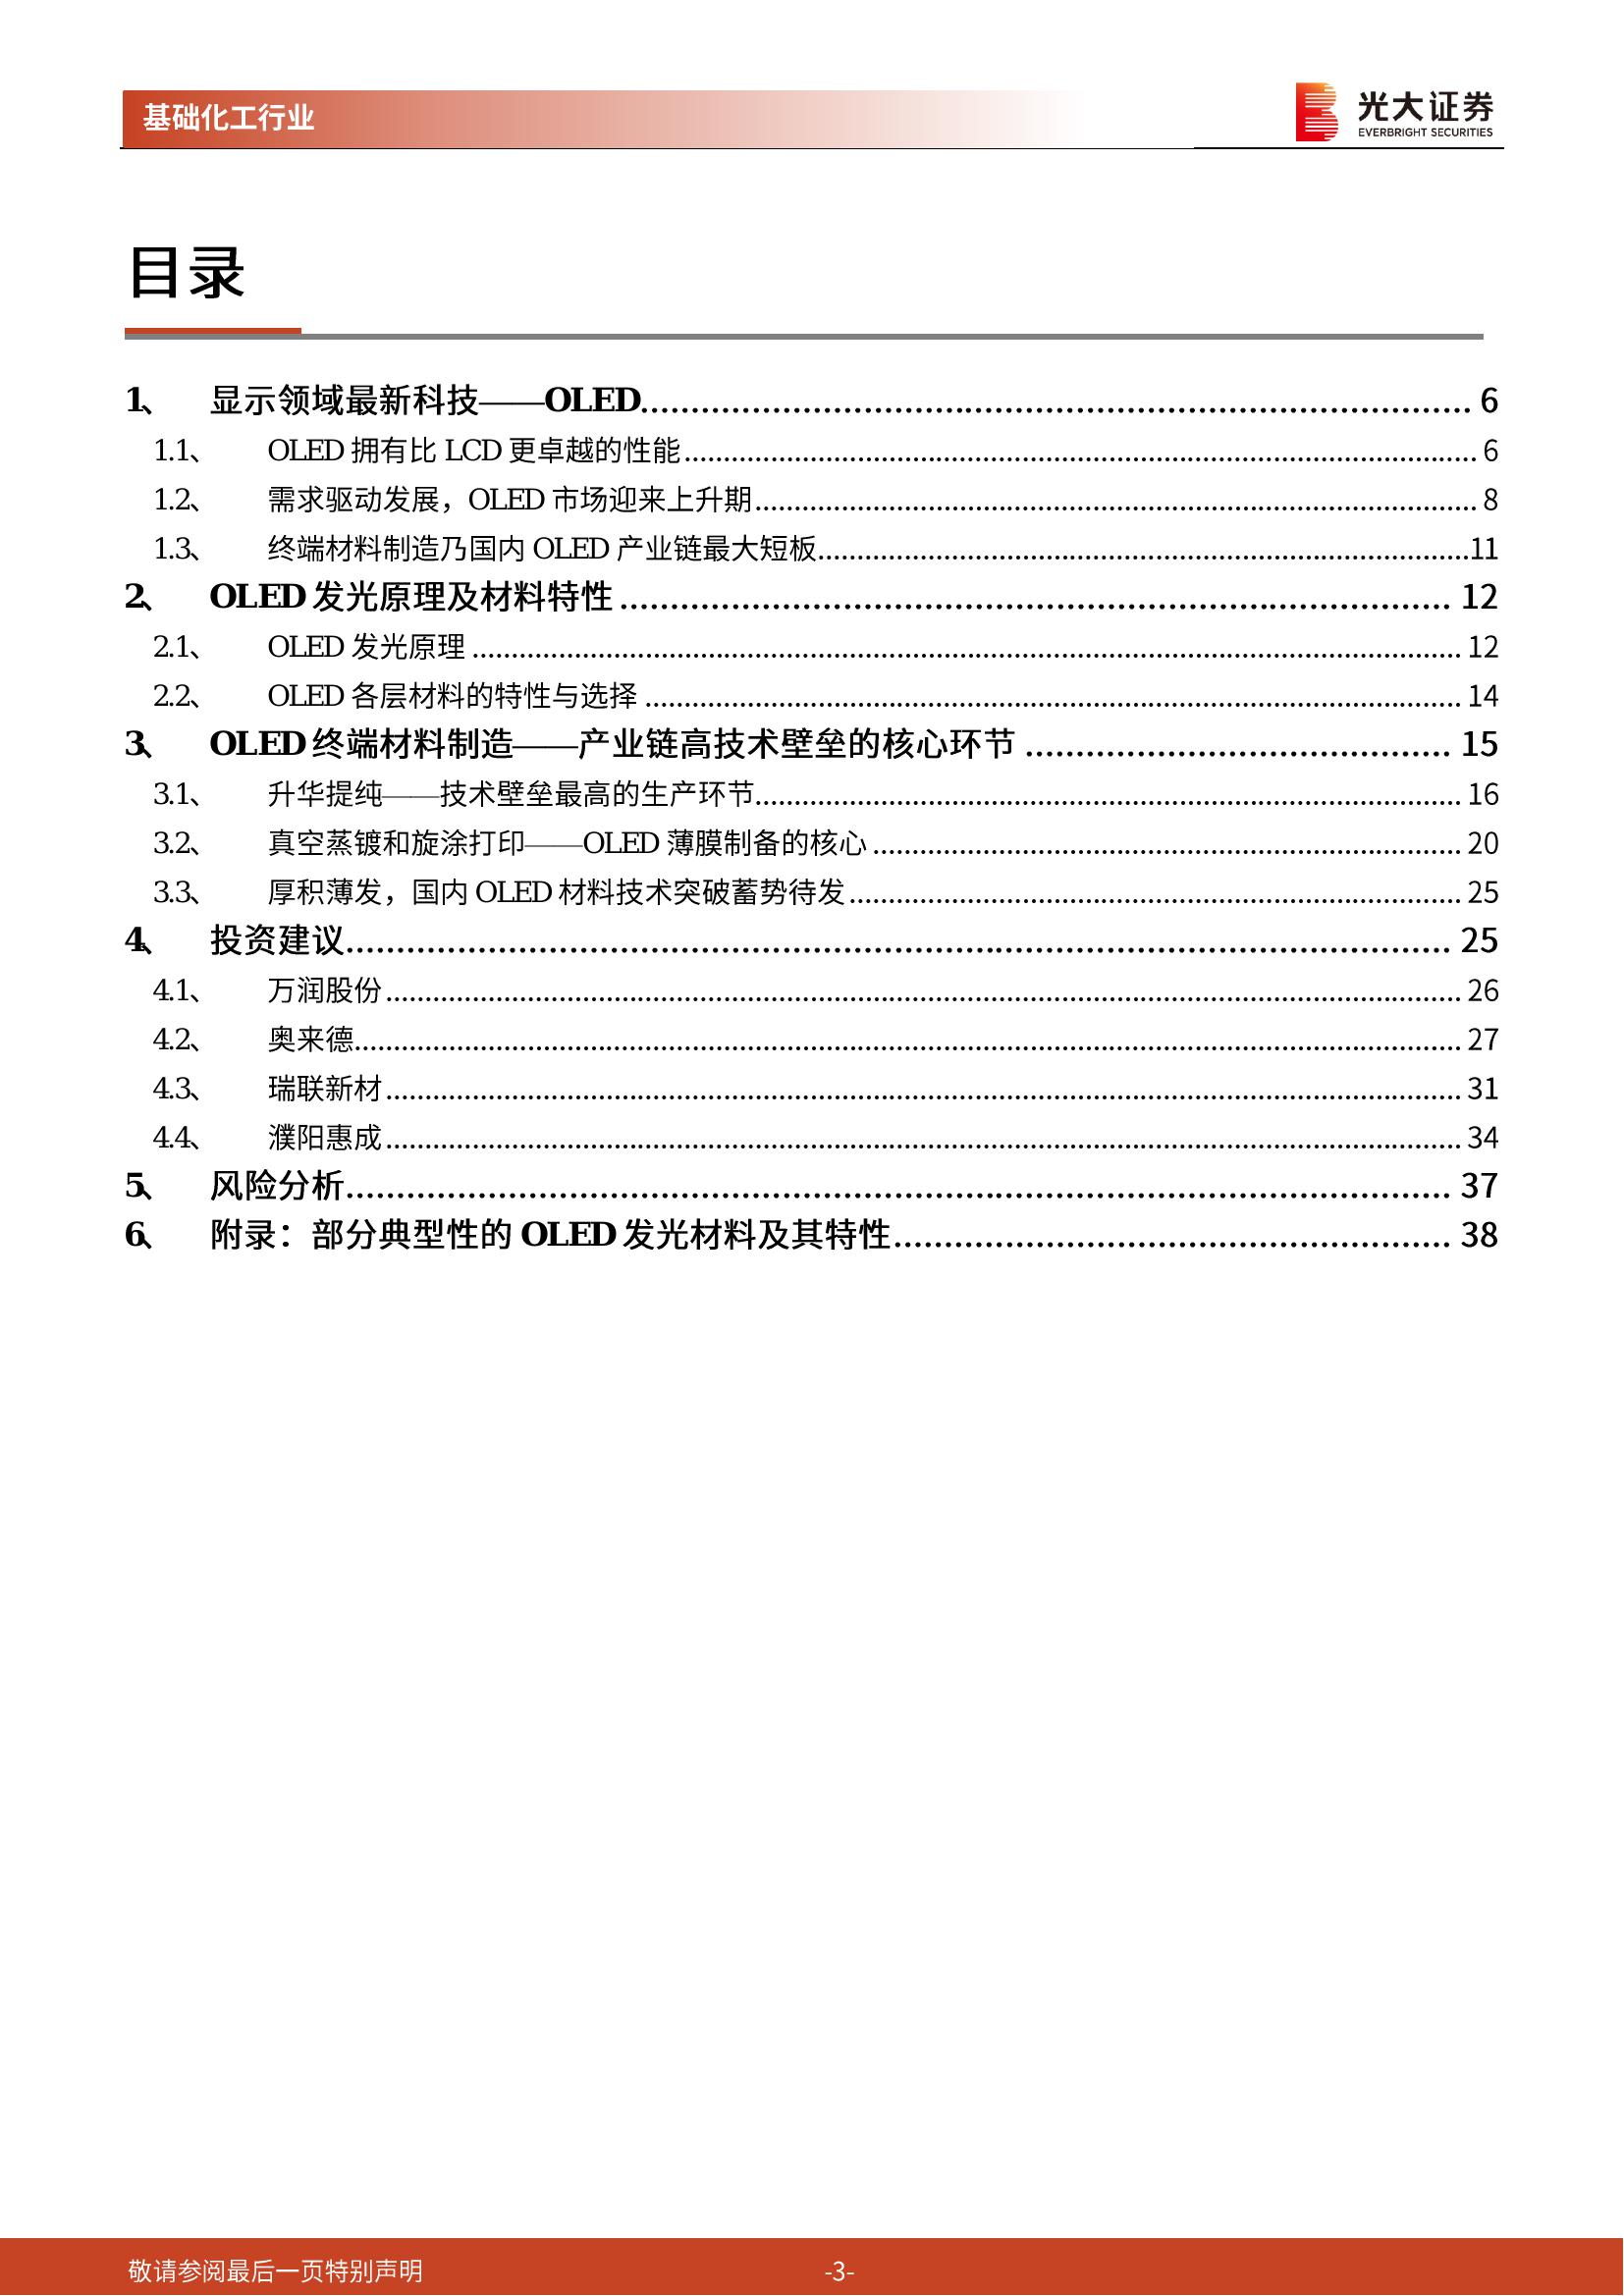 基础化工行业
光大证券
EVERBRIGHT SECURITIES
目录
1、 显示领域最新科技——OLED 6
1.1、 OLED 拥有比 LCD 更卓越的性能 6
1.2、 需求驱动发展，OLED 市场迎来上升期 8
1.3、 终端材料制造乃国内 OLED 产业链最大短板 11
2、 OLED 发光原理及材料特性 12
2.1、 OLED 发光原理 12
2.2、 OLED 各层材料的特性与选择 14
3、 OLED 终端材料制造——产业链高技术壁垒的核心环节 15
3.1、 升华提纯——技术壁垒最高的生产环节 16
3.2、 真空蒸镀和旋涂打印——OLED 薄膜制备的核心 20
3.3、 厚积薄发，国内 OLED 材料技术突破蓄势待发 25
4、 投资建议 25
4.1、 万润股份 26
4.2、 奥来德 27
4.3、 瑞联新材 31
4.4、 濮阳惠成 34
5、 风险分析 37
6、 附录：部分典型性的 OLED 发光材料及其特性 38
敬请参阅最后一页特别声明 -3-